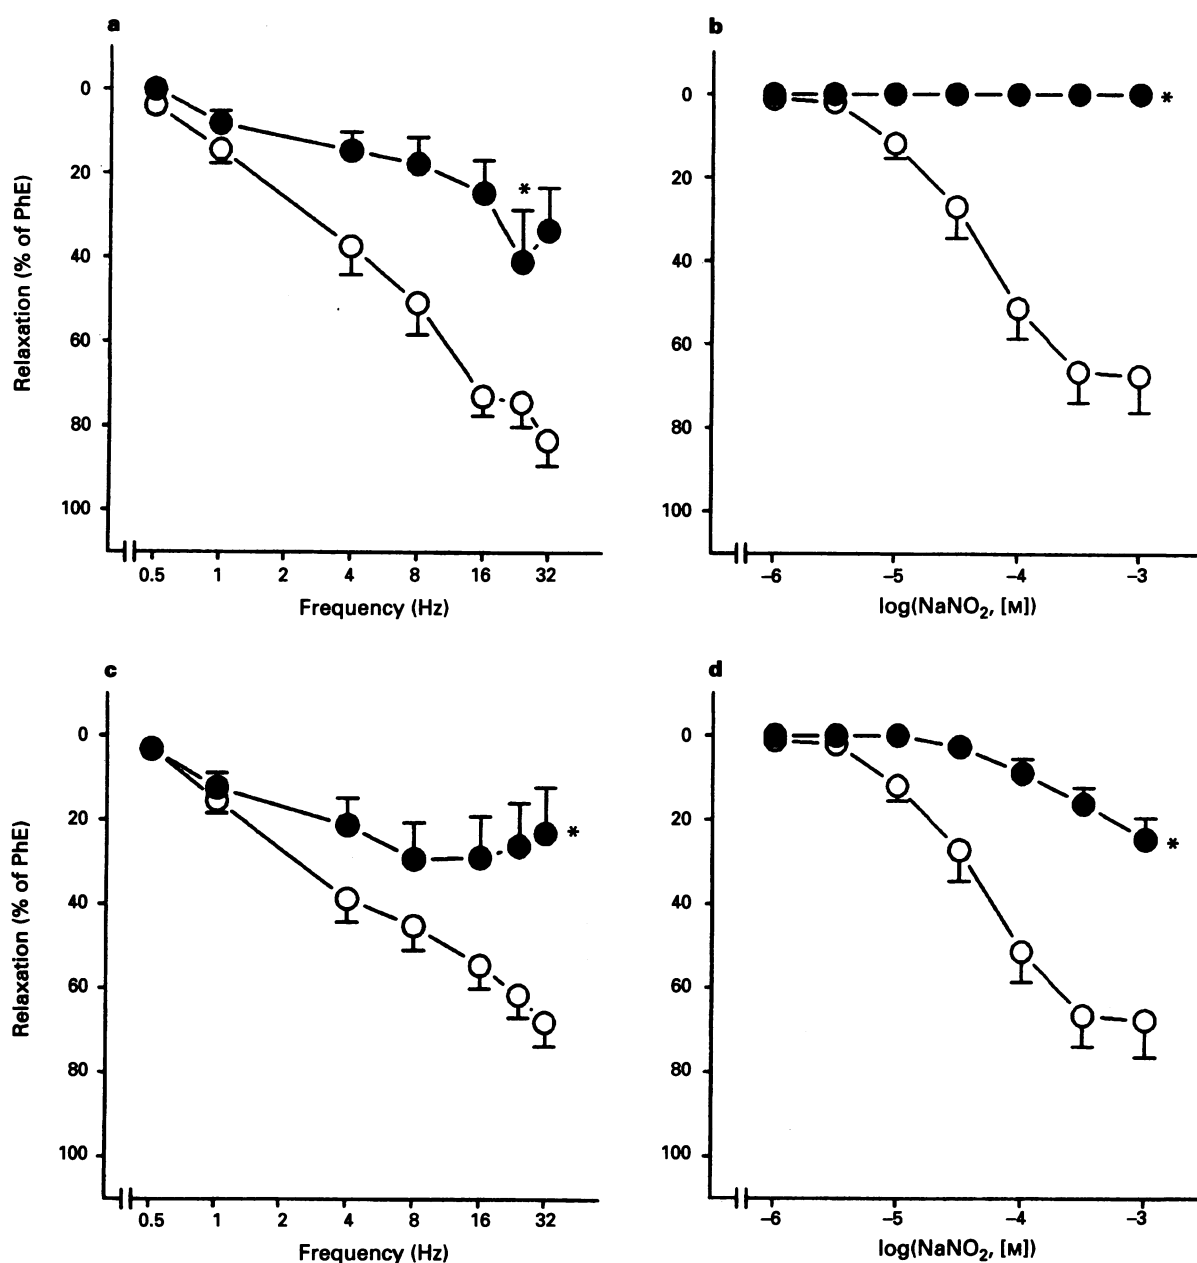 a
Relaxation (% of PhE)
0
20
40
60
80
100
*
0.5 1 2 4 8 16 32
Frequency (Hz)
b
0
20
40
60
80
100
*
−6 −5 −4 −3
log(NaNO₂, [M])
c
Relaxation (% of PhE)
0
20
40
60
80
100
*
0.5 1 2 4 8 16 32
Frequency (Hz)
d
0
20
40
60
80
100
*
−6 −5 −4 −3
log(NaNO₂, [M])